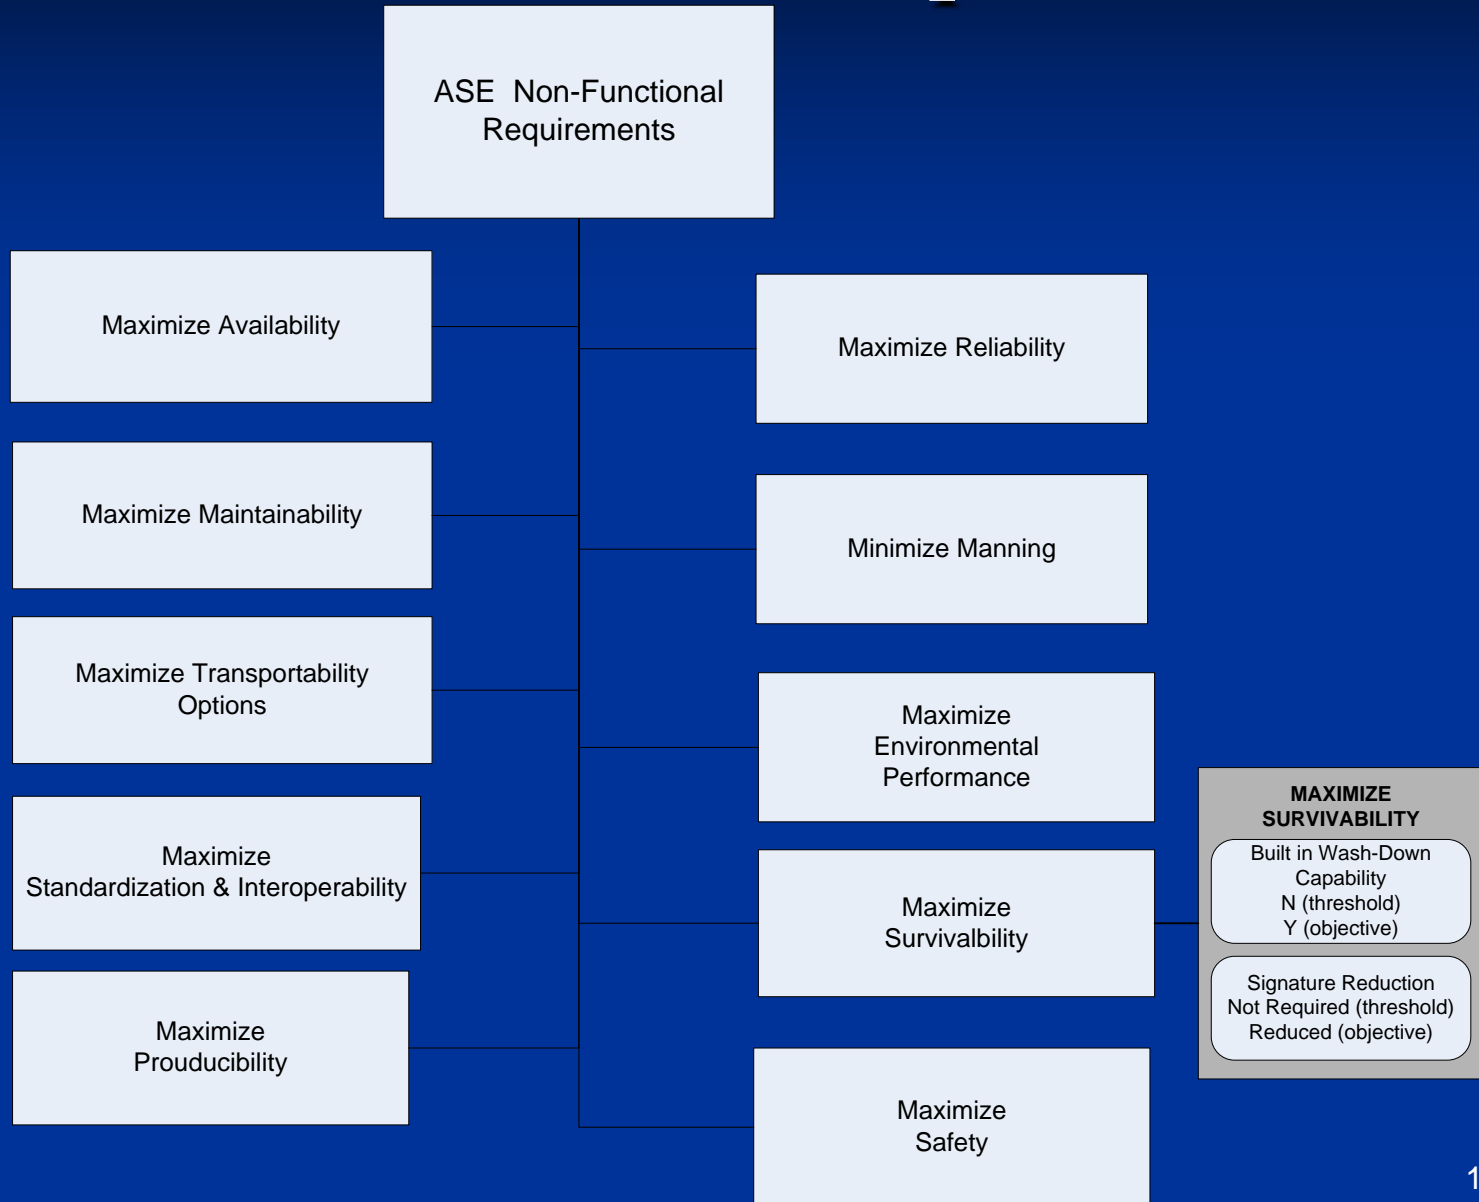 ASE Non-Functional
Requirements
Maximize Availability
Maximize Reliability
Maximize Maintainability
Minimize Manning
Maximize Transportability
Options
Maximize
Environmental
Performance
Maximize
Standardization & Interoperability
Maximize
Survivalbility
MAXIMIZE
SURVIVABILITY
Built in Wash-Down
Capability
N (threshold)
Y (objective)
Signature Reduction
Not Required (threshold)
Reduced (objective)
Maximize
Prouducibility
Maximize
Safety